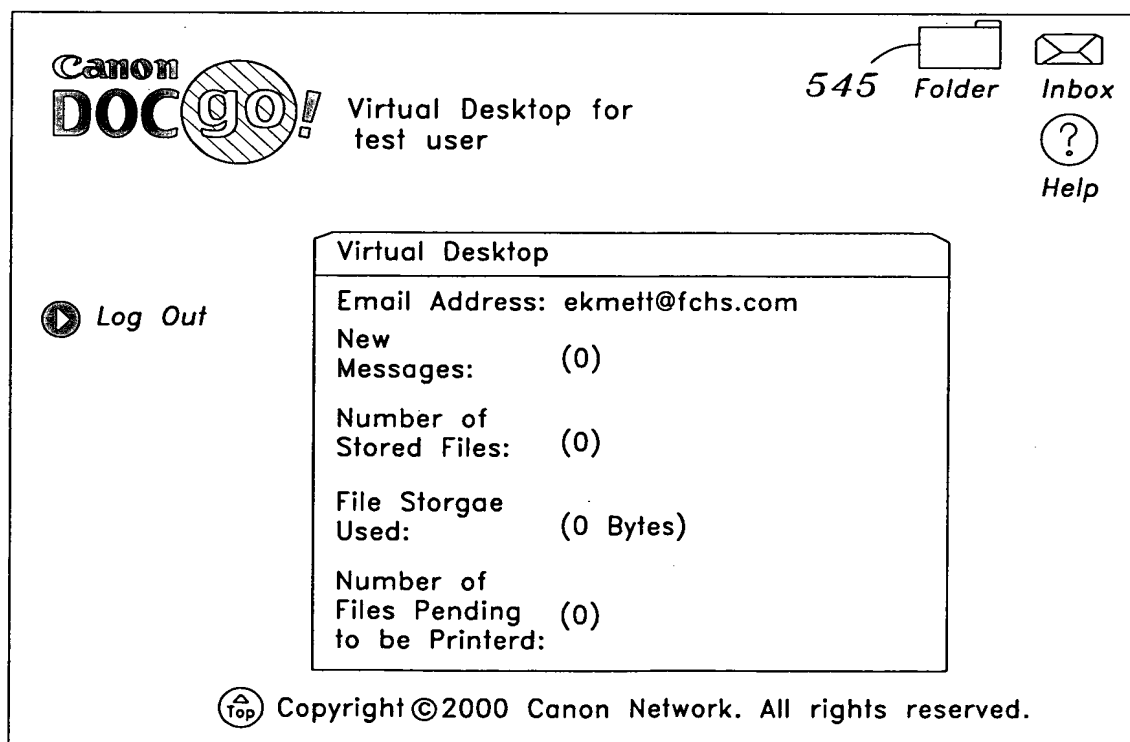 Canon
DOC go!
Virtual Desktop for
test user
545
Folder
Inbox
Help
Log Out
Virtual Desktop
Email Address: ekmett@fchs.com
New
Messages: (0)
Number of
Stored Files: (0)
File Storgae
Used: (0 Bytes)
Number of
Files Pending (0)
to be Printerd:
Top Copyright ©2000 Canon Network. All rights reserved.